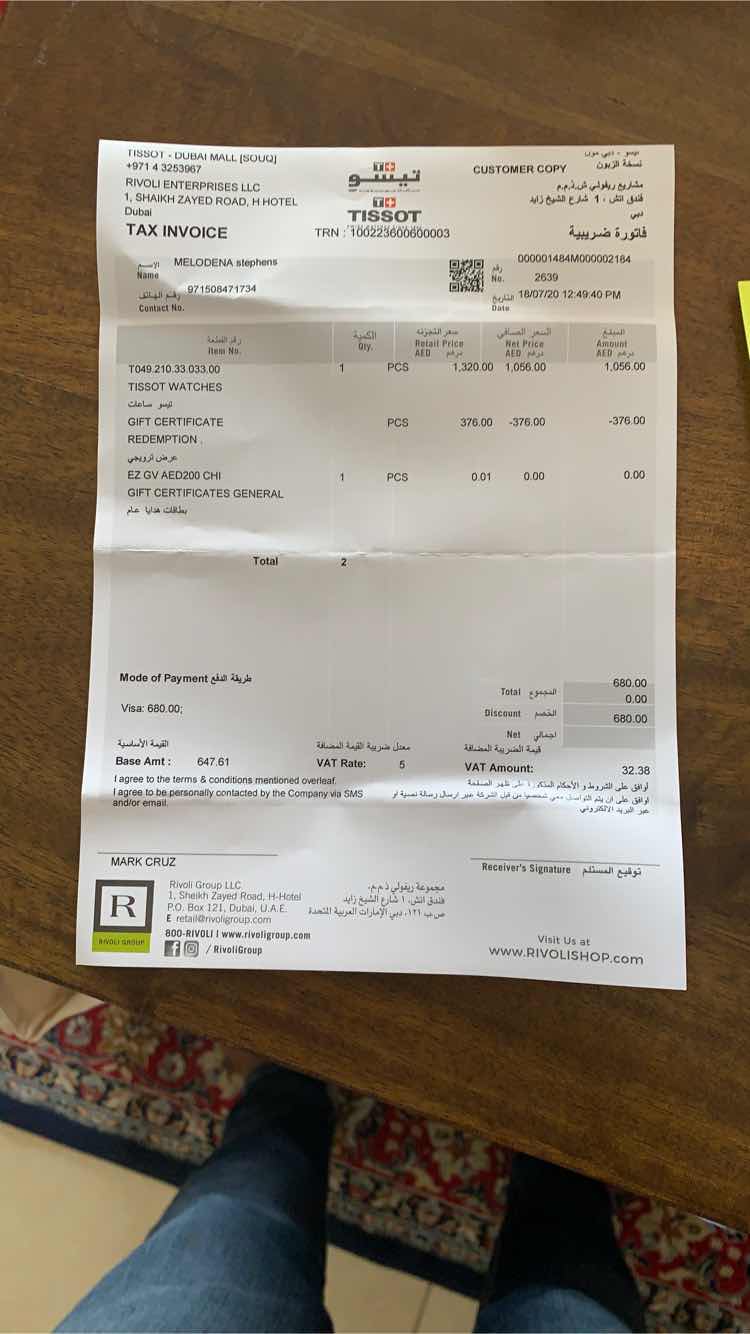 TISSOT - DUBAI MALL [SOUQ]
+971 4 3253967
RIVOLI ENTERPRISES LLC
1, SHAIKH ZAYED ROAD, H HOTEL
Dubai
TAX INVOICE
تيسو
TISSOT
TRN : 100223600600003
CUSTOMER COPY
تيسو - دبي مول
نسخة الزبون
مشاريع ريفولي ش.ذ.م.م
فندق اتش ، 1 شارع الشيخ زايد
دبي
فاتورة ضريبية
الإسم
Name
MELODENA stephens
رقم الهاتف
Contact No.
971508471734
000001484M000002184
رقم
No.
2639
التاريخ
Date
18/07/20 12:49:40 PM
رقم القطعة الكمية سعر التجزئة السعر الصافي المبلغ
Item No. Qty. Retail Price Net Price Amount
AED درهم AED درهم AED درهم
T049.210.33.033.00 1 PCS 1,320.00 1,056.00 1,056.00
TISSOT WATCHES
تيسو ساعات
GIFT CERTIFICATE PCS 376.00 -376.00 -376.00
REDEMPTION .
عرض ترويجي
EZ GV AED200 CHI 1 PCS 0.01 0.00 0.00
GIFT CERTIFICATES GENERAL
بطاقات هدايا عام
Total 2
Mode of Payment طريقة الدفع
Visa: 680.00;
Total المجموع 680.00
Discount الخصم 0.00
Net إجمالي 680.00
القيمة الأساسية معدل ضريبة القيمة المضافة قيمة الضريبة المضافة
Base Amt : 647.61 VAT Rate: 5 VAT Amount: 32.38
I agree to the terms & conditions mentioned overleaf.
I agree to be personally contacted by the Company via SMS
and/or email.
أوافق على الشروط و الأحكام المذكورة على ظهر الصفحة
اوافق على ان يتم التواصل معي شخصيا من قبل الشركة عبر ارسال رسالة نصية او
عبر البريد الالكتروني
MARK CRUZ
Receiver's Signature توقيع المستلم
R
RIVOLI GROUP
Rivoli Group LLC
1, Sheikh Zayed Road, H-Hotel
P.O. Box 121, Dubai, U.A.E.
E retail@rivoligroup.com
800-RIVOLI I www.rivoligroup.com
/ RivoliGroup
مجموعة ريفولي ذ.م.م.
فندق اتش، ١ شارع الشيخ زايد
ص.ب ١٢١، دبي الإمارات العربية المتحدة
Visit Us at
www.RIVOLISHOP.com